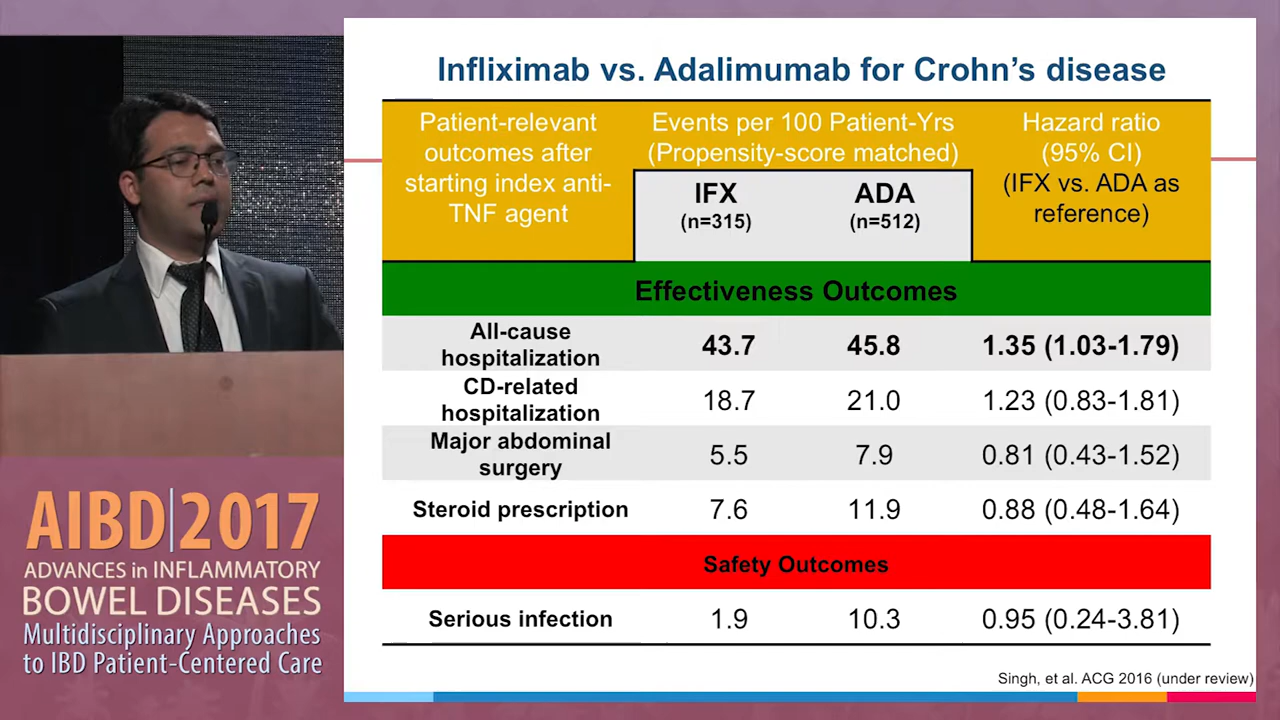 Infliximab vs. Adalimumab for Crohn's disease
Patient-relevant
outcomes after
starting index anti-
TNF agent
Events per 100 Patient-Yrs
(Propensity-score matched)
IFX
(n=315)
ADA
(n=512)
Hazard ratio
(95% CI)
(IFX vs. ADA as
reference)
Effectiveness Outcomes
All-cause
hospitalization
43.7
45.8
1.35 (1.03-1.79)
CD-related
hospitalization
18.7
21.0
1.23 (0.83-1.81)
Major abdominal
surgery
5.5
7.9
0.81 (0.43-1.52)
Steroid prescription
7.6
11.9
0.88 (0.48-1.64)
Safety Outcomes
Serious infection
1.9
10.3
0.95 (0.24-3.81)
Singh, et al. ACG 2016 (under review)
AIBD|2017
ADVANCES in INFLAMMATORY
BOWEL DISEASES
Multidisciplinary Approaches
to IBD Patient-Centered Care